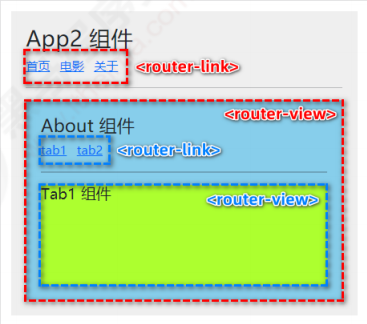 App2 组件
首页 电影 关于 <router-link>
<router-view>
About 组件
tab1 tab2 <router-link>
Tab1 组件
<router-view>